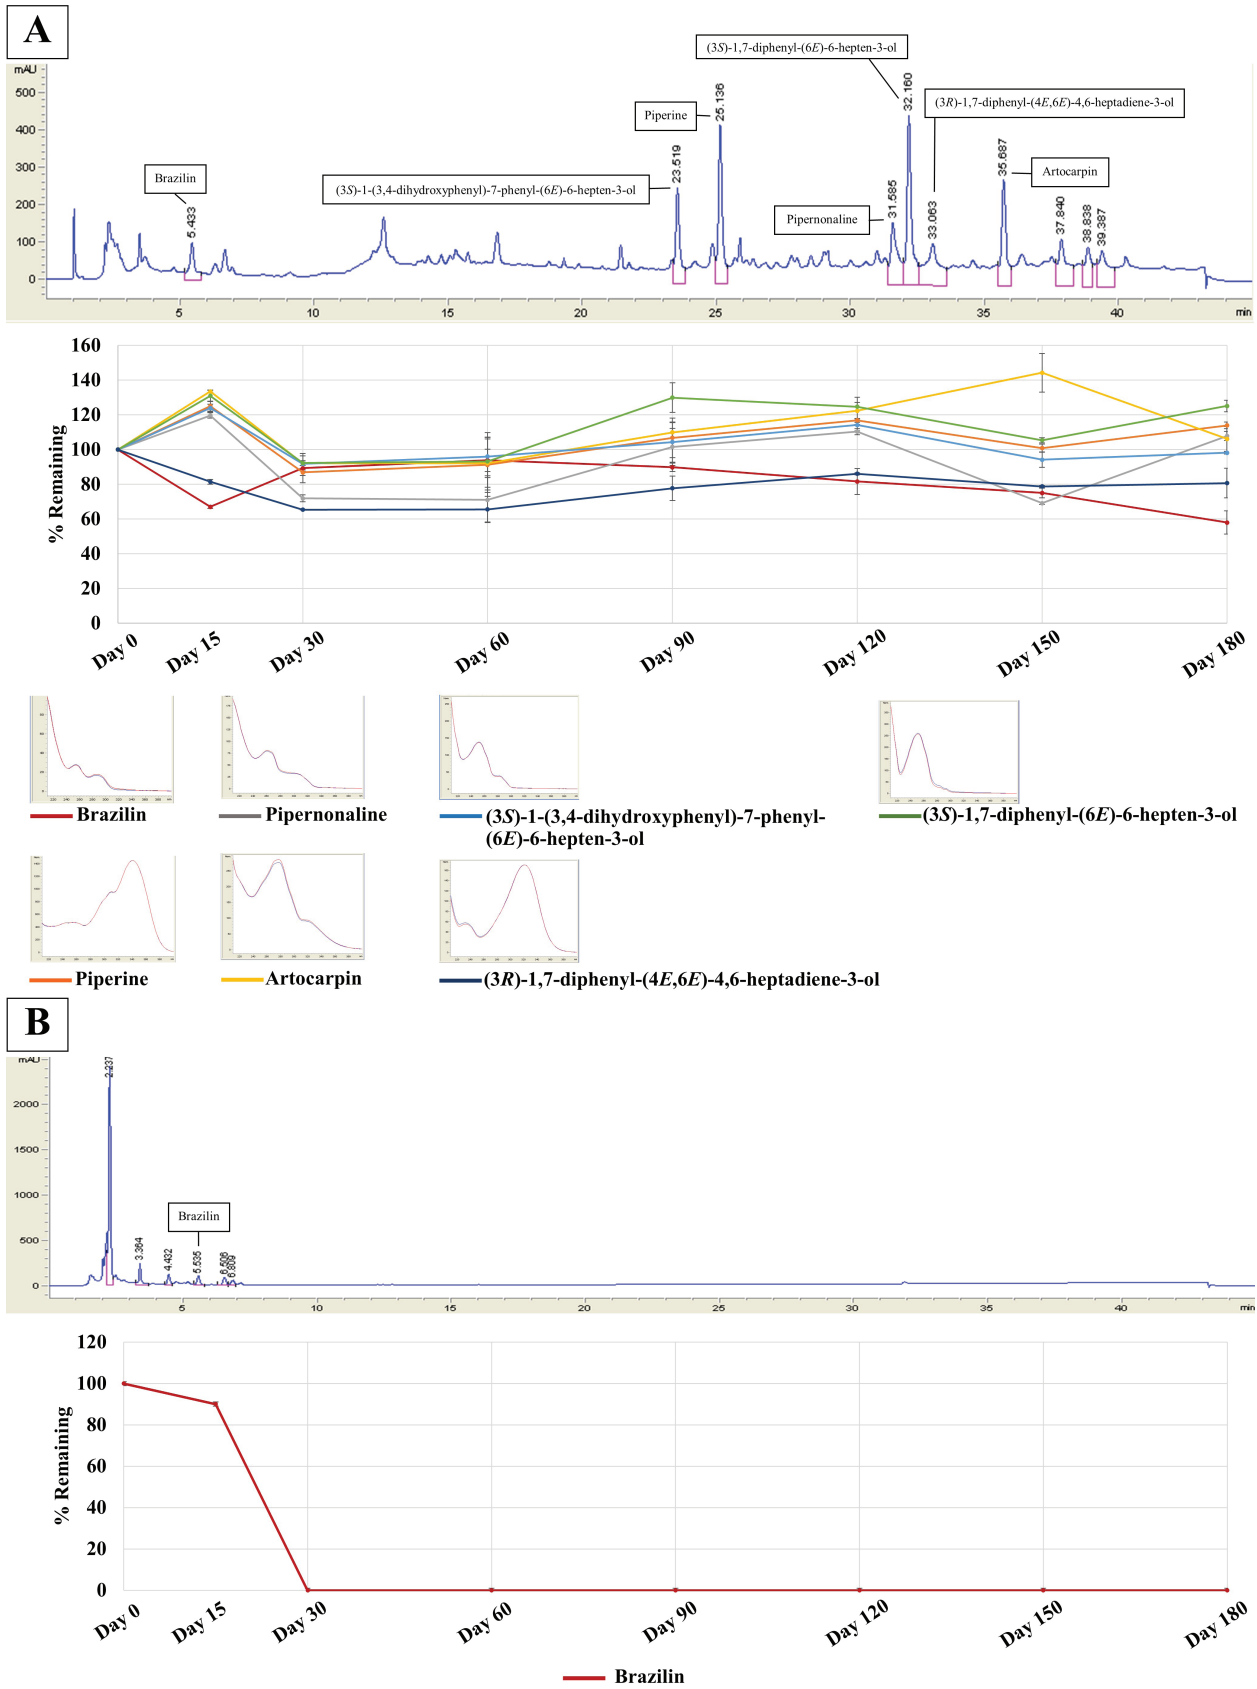 A
(3S)-1,7-diphenyl-(6E)-6-hepten-3-ol
mAU
500
400
300
200
100
0
Brazilin
5.433
(3S)-1-(3,4-dihydroxyphenyl)-7-phenyl-(6E)-6-hepten-3-ol
23.519
Piperine
25.136
Pipernonaline
31.585
32.160
33.063
(3R)-1,7-diphenyl-(4E,6E)-4,6-heptadiene-3-ol
35.687
Artocarpin
37.840
38.838
39.387
5 10 15 20 25 30 35 40 min
% Remaining
160
140
120
100
80
60
40
20
0
Day 0 Day 15 Day 30 Day 60 Day 90 Day 120 Day 150 Day 180
Brazilin
Pipernonaline
(3S)-1-(3,4-dihydroxyphenyl)-7-phenyl-
(6E)-6-hepten-3-ol
(3S)-1,7-diphenyl-(6E)-6-hepten-3-ol
Piperine
Artocarpin
(3R)-1,7-diphenyl-(4E,6E)-4,6-heptadiene-3-ol
B
mAU
2000
1500
1000
500
0
2.237
3.364
4.432
Brazilin
5.535
6.506
6.809
5 10 15 20 25 30 35 40 min
% Remaining
120
100
80
60
40
20
0
Day 0 Day 15 Day 30 Day 60 Day 90 Day 120 Day 150 Day 180
Brazilin